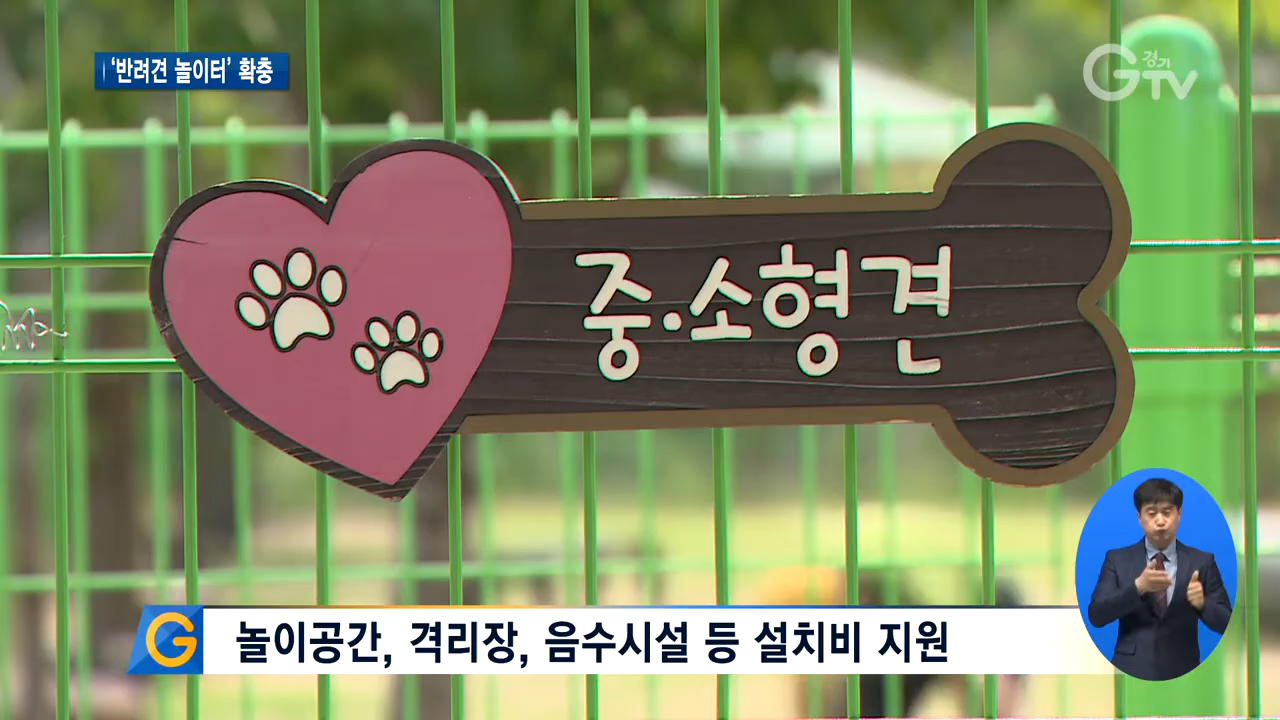 ‘반려견 놀이터’ 확충
경기
GTV
중·소형견
놀이공간, 격리장, 음수시설 등 설치비 지원